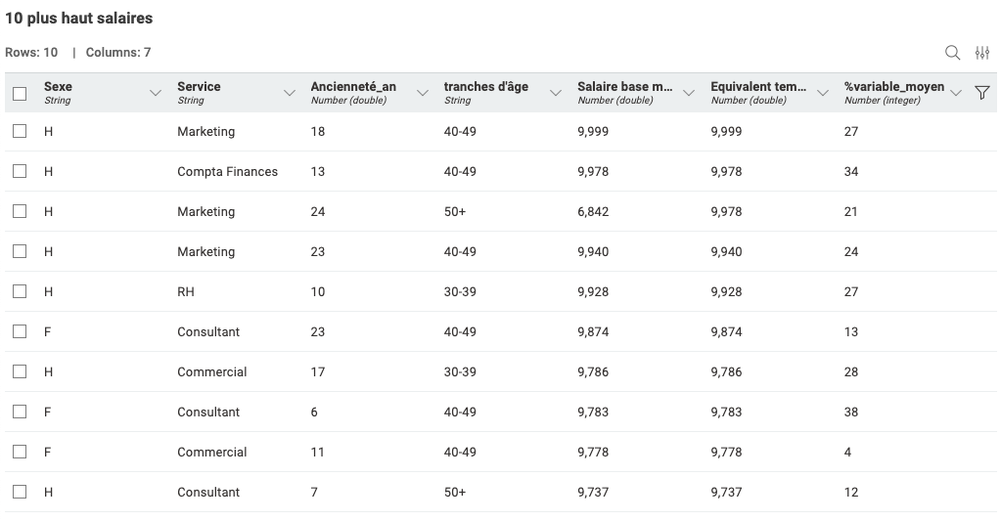 10 plus haut salaires
Rows: 10 | Columns: 7
Sexe Service Ancienneté_an tranches d'âge Salaire base m... Equivalent tem... %variable_moyen
String String Number (double) String Number (double) Number (double) Number (integer)
H Marketing 18 40-49 9,999 9,999 27
H Compta Finances 13 40-49 9,978 9,978 34
H Marketing 24 50+ 6,842 9,978 21
H Marketing 23 40-49 9,940 9,940 24
H RH 10 30-39 9,928 9,928 27
F Consultant 23 40-49 9,874 9,874 13
H Commercial 17 30-39 9,786 9,786 28
F Consultant 6 40-49 9,783 9,783 38
F Commercial 11 40-49 9,778 9,778 4
H Consultant 7 50+ 9,737 9,737 12